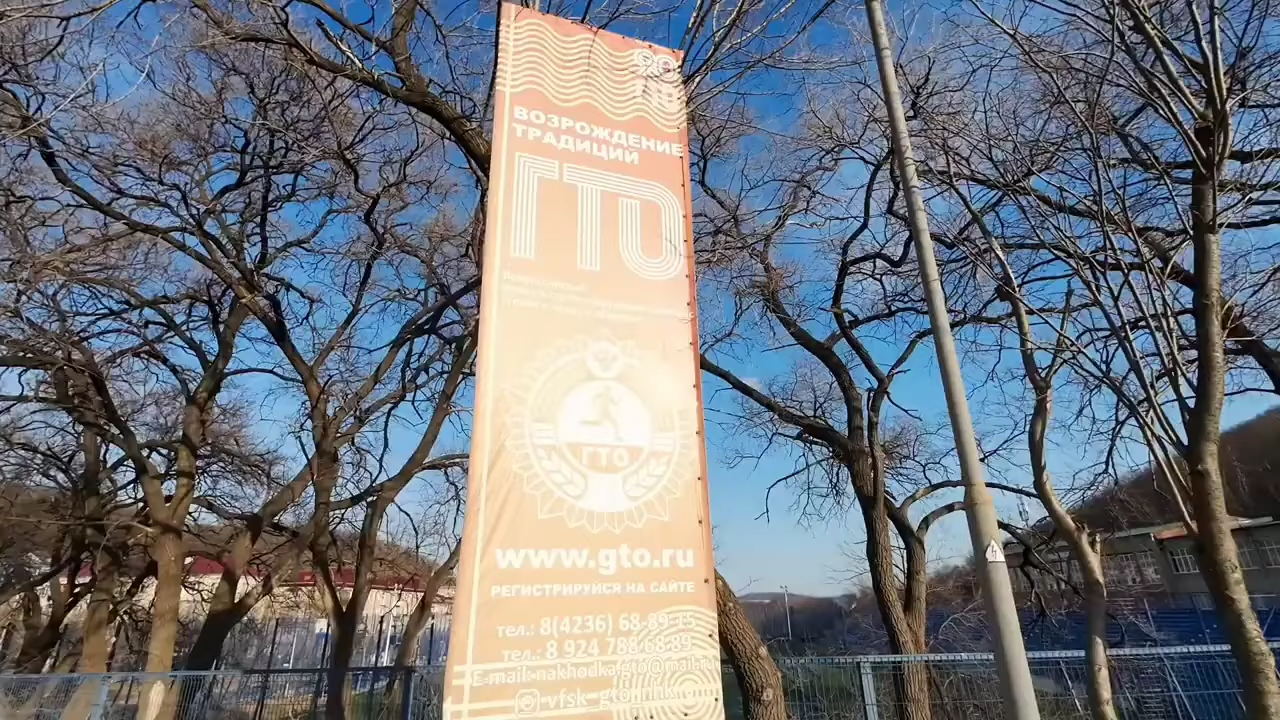 ВОЗРОЖДЕНИЕ
ТРАДИЦИЙ
ГТО
ГТО
www.gto.ru
РЕГИСТРИРУЙСЯ НА САЙТЕ
тел.: 8(4236) 68-89-15
тел.: 8 924 788 68 89
E-mail: nakhodka.gto@mail.ru